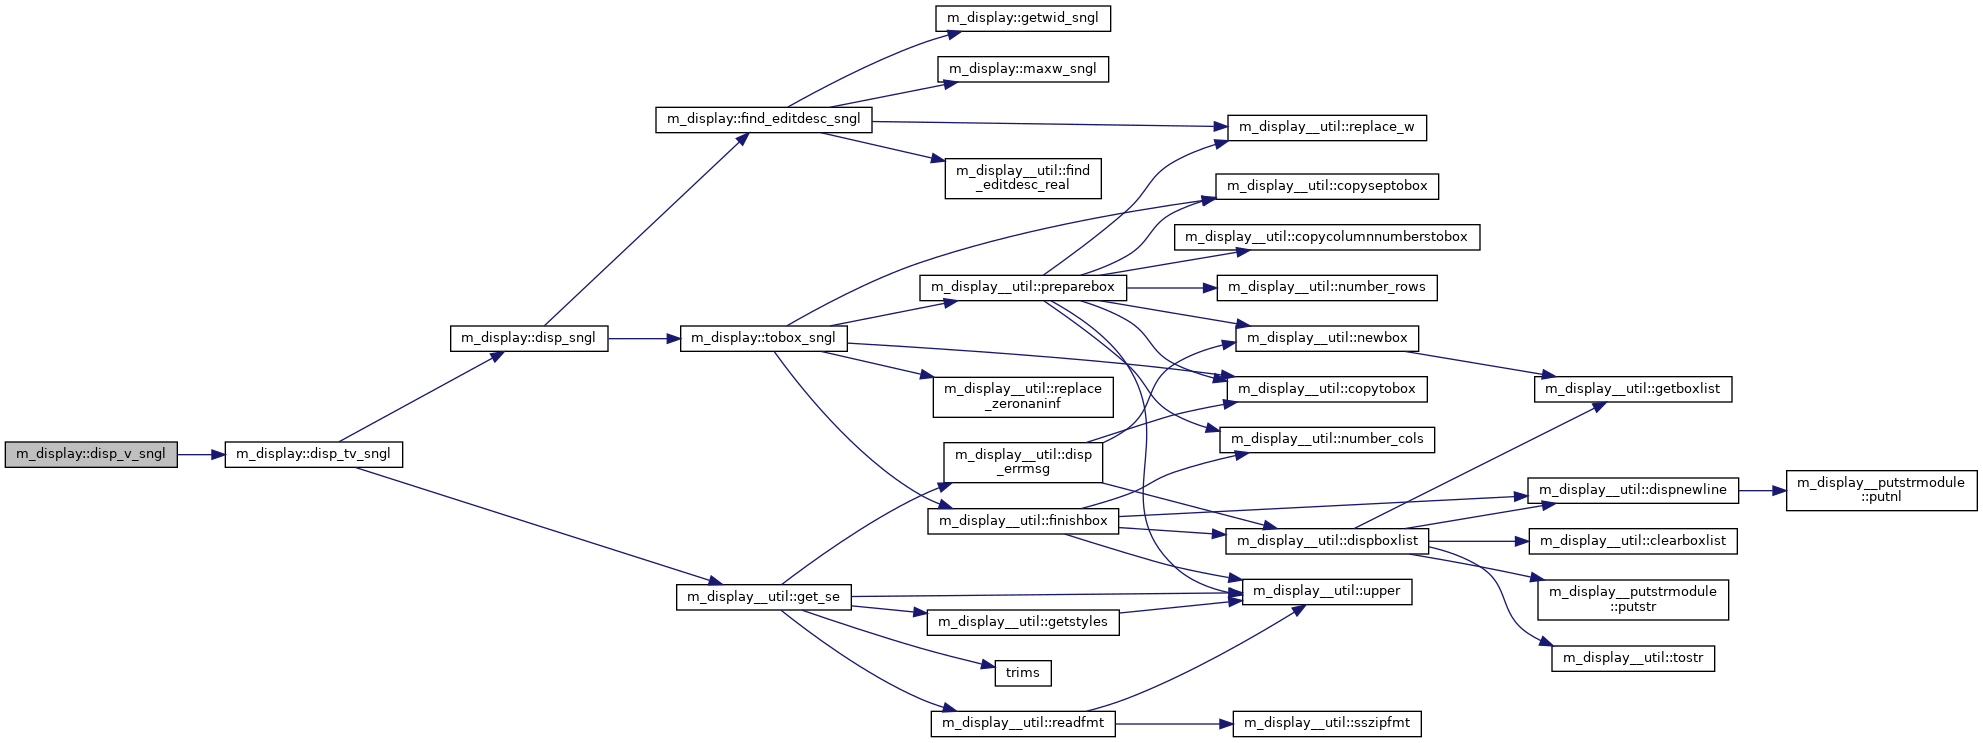 m_display::getwid_sngl
m_display::maxw_sngl
m_display::find_editdesc_sngl
m_display__util::replace_w
m_display__util::find
_editdesc_real
m_display__util::copyseptobox
m_display__util::copycolumnnumberstobox
m_display__util::preparebox
m_display__util::number_rows
m_display::disp_sngl
m_display::tobox_sngl
m_display__util::newbox
m_display__util::replace
_zeronaninf
m_display__util::copytobox
m_display__util::getboxlist
m_display::disp_v_sngl
m_display::disp_tv_sngl
m_display__util::disp
_errmsg
m_display__util::number_cols
m_display__util::dispnewline
m_display__putstrmodule
::putnl
m_display__util::finishbox
m_display__util::dispboxlist
m_display__util::clearboxlist
m_display__util::get_se
m_display__util::upper
m_display__putstrmodule
::putstr
m_display__util::getstyles
trims
m_display__util::tostr
m_display__util::readfmt
m_display__util::sszipfmt